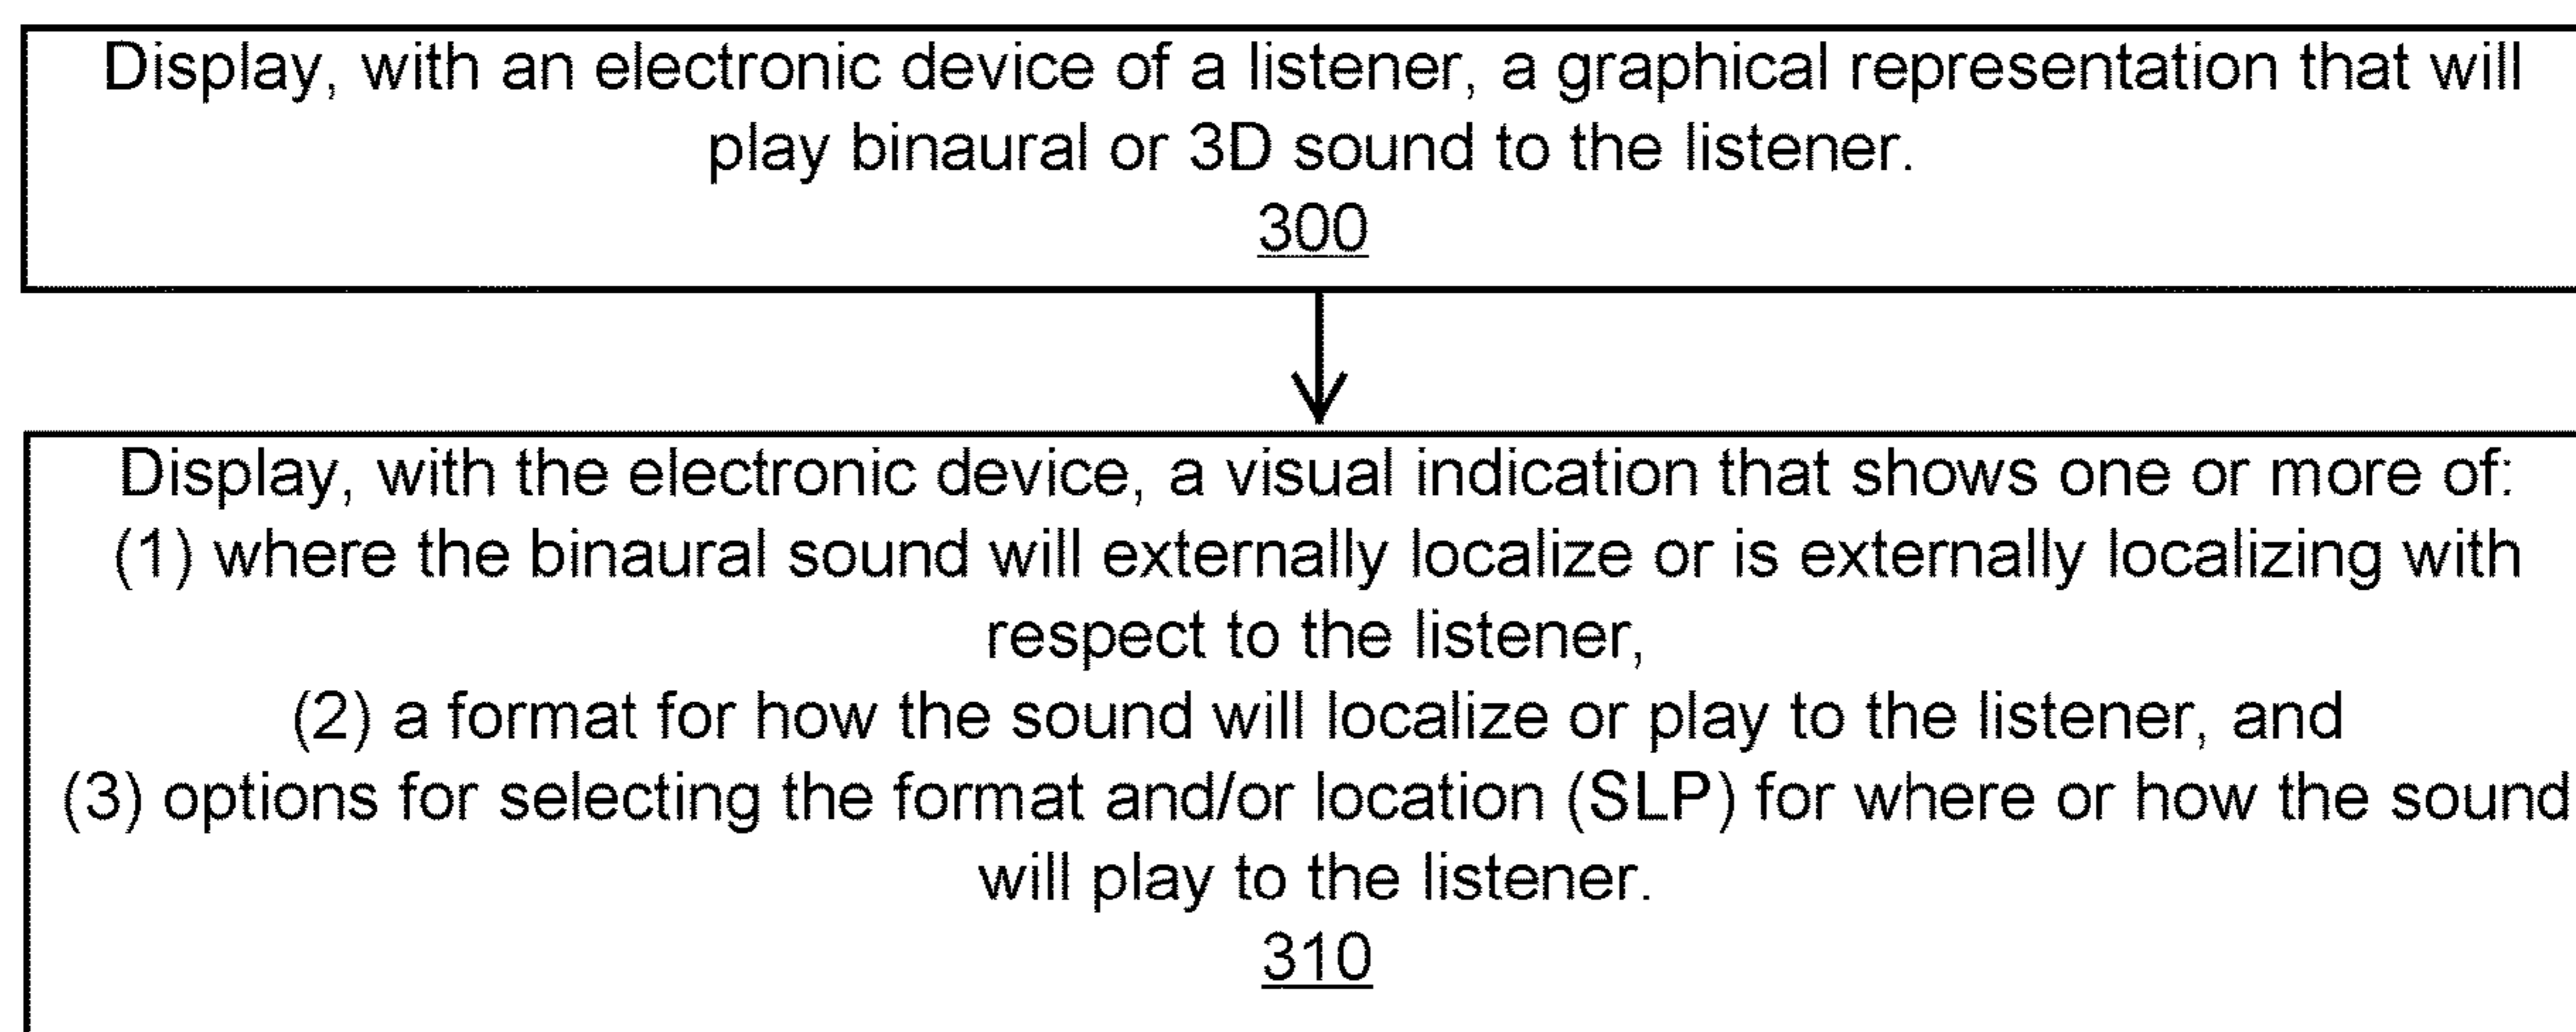 Display, with an electronic device of a listener, a graphical representation that will
play binaural or 3D sound to the listener.
300
Display, with the electronic device, a visual indication that shows one or more of:
(1) where the binaural sound will externally localize or is externally localizing with
respect to the listener,
(2) a format for how the sound will localize or play to the listener, and
(3) options for selecting the format and/or location (SLP) for where or how the sound
will play to the listener.
310